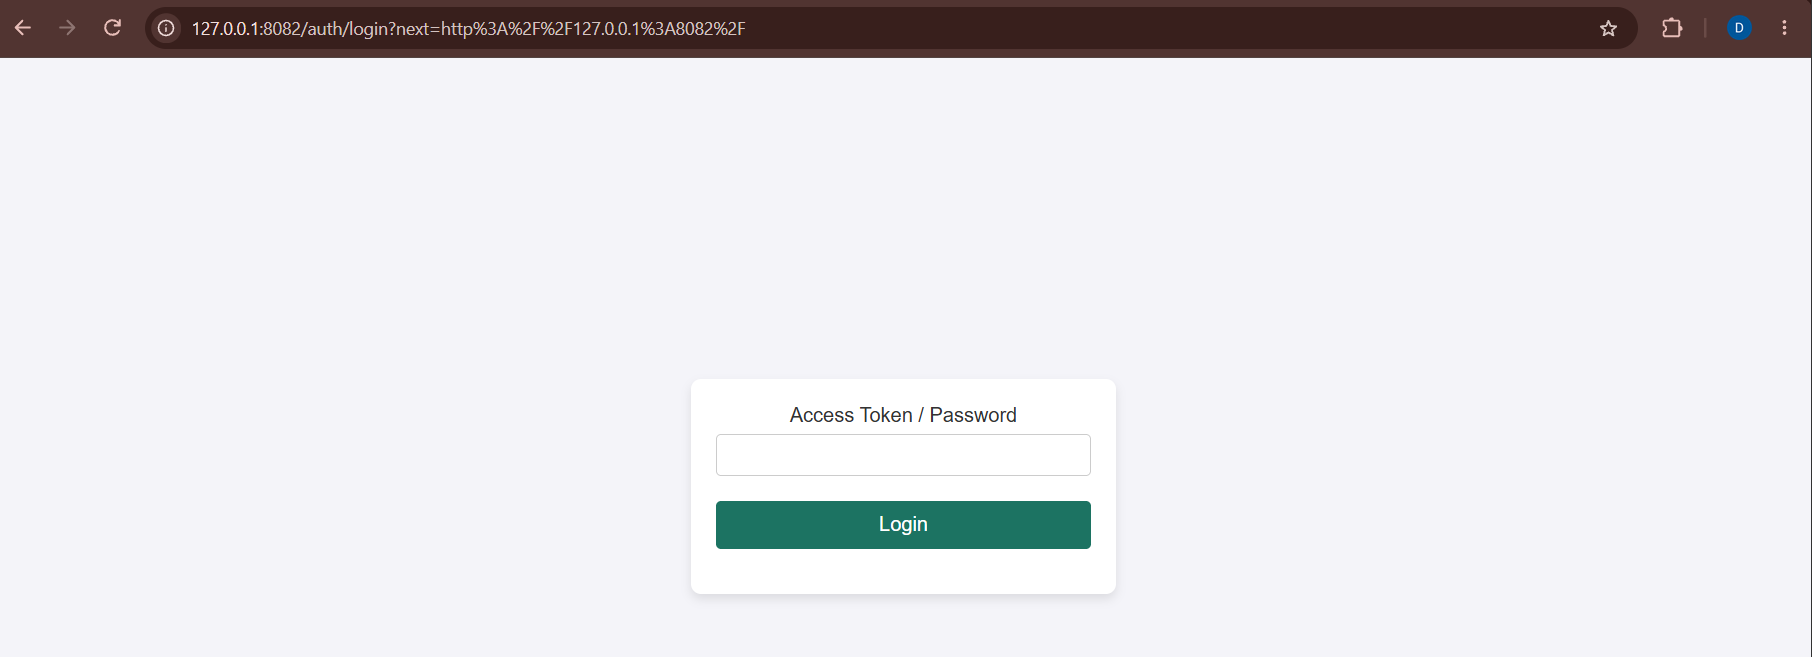 127.0.0.1:8082/auth/login?next=http%3A%2F%2F127.0.0.1%3A8082%2F
D
Access Token / Password
Login